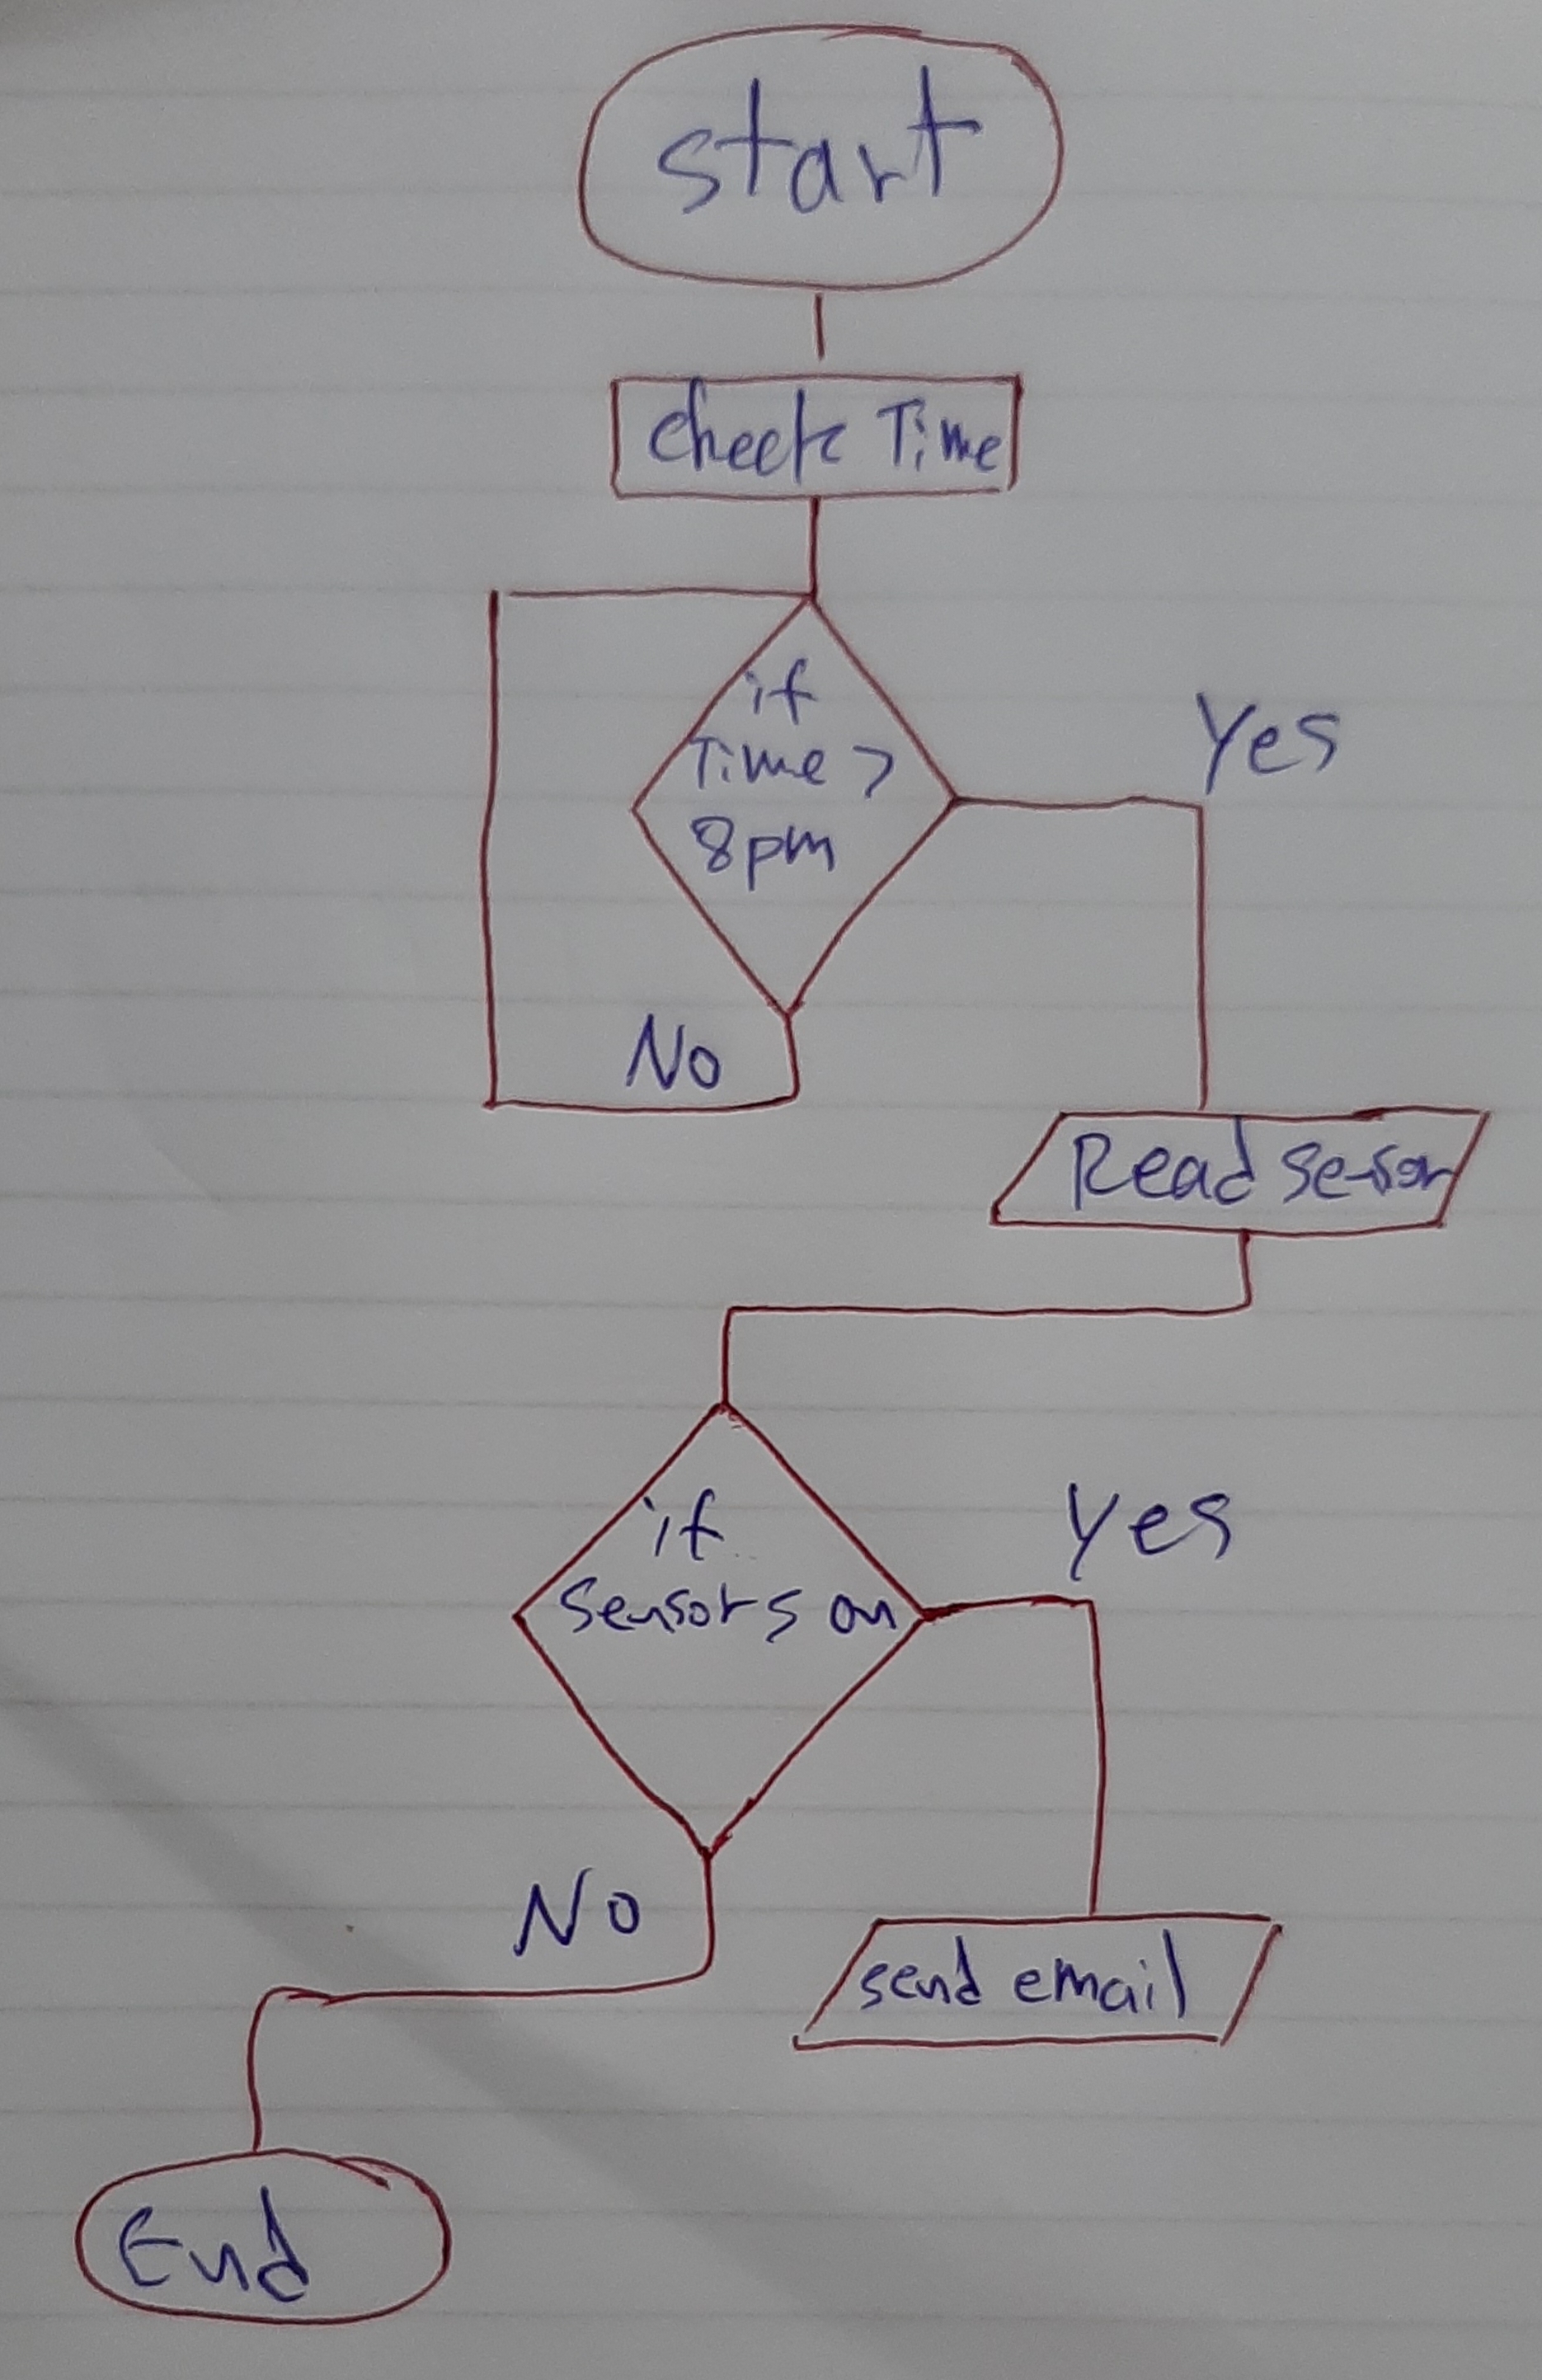 start
check Time
if
Time >
8pm
Yes
No
Read Sensor
if
Sensors on
Yes
No
send email
End